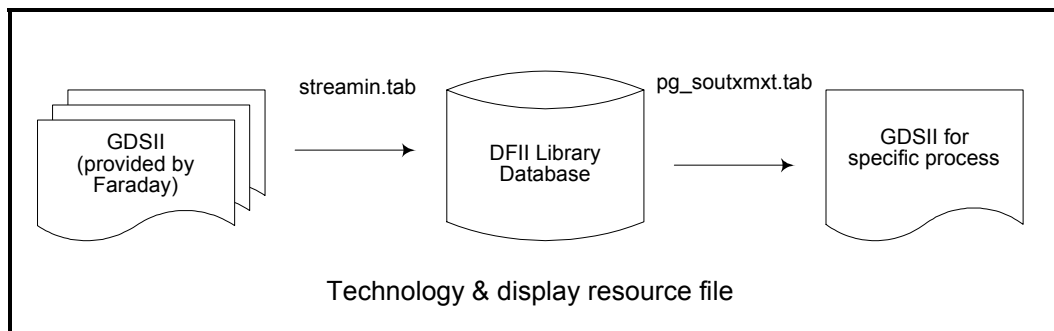 GDSII
(provided by
Faraday)
streamin.tab
DFII Library
Database
pg_soutxmxt.tab
GDSII for
specific process
Technology & display resource file